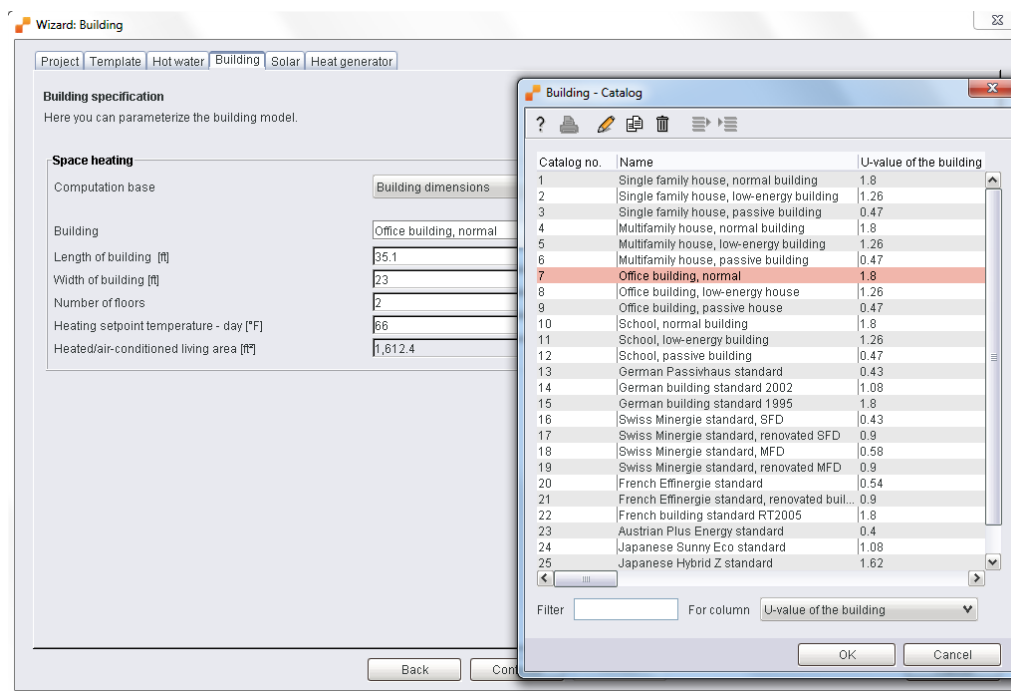 Wizard: Building
Project Template Hot water Building Solar Heat generator
Building specification
Here you can parameterize the building model.
Space heating
Computation base Building dimensions
Building Office building, normal
Length of building [ft] 35.1
Width of building [ft] 23
Number of floors 2
Heating setpoint temperature - day [°F] 66
Heated/air-conditioned living area [ft²] 1,612.4
Back Cont
Building - Catalog
?
Catalog no. Name U-value of the building
1 Single family house, normal building 1.8
2 Single family house, low-energy building 1.26
3 Single family house, passive building 0.47
4 Multifamily house, normal building 1.8
5 Multifamily house, low-energy building 1.26
6 Multifamily house, passive building 0.47
7 Office building, normal 1.8
8 Office building, low-energy house 1.26
9 Office building, passive house 0.47
10 School, normal building 1.8
11 School, low-energy building 1.26
12 School, passive building 0.47
13 German Passivhaus standard 0.43
14 German building standard 2002 1.08
15 German building standard 1995 1.8
16 Swiss Minergie standard, SFD 0.43
17 Swiss Minergie standard, renovated SFD 0.9
18 Swiss Minergie standard, MFD 0.58
19 Swiss Minergie standard, renovated MFD 0.9
20 French Effinergie standard 0.54
21 French Effinergie standard, renovated buil... 0.9
22 French building standard RT2005 1.8
23 Austrian Plus Energy standard 0.4
24 Japanese Sunny Eco standard 1.08
25 Japanese Hybrid Z standard 1.62
Filter For column U-value of the building
OK Cancel